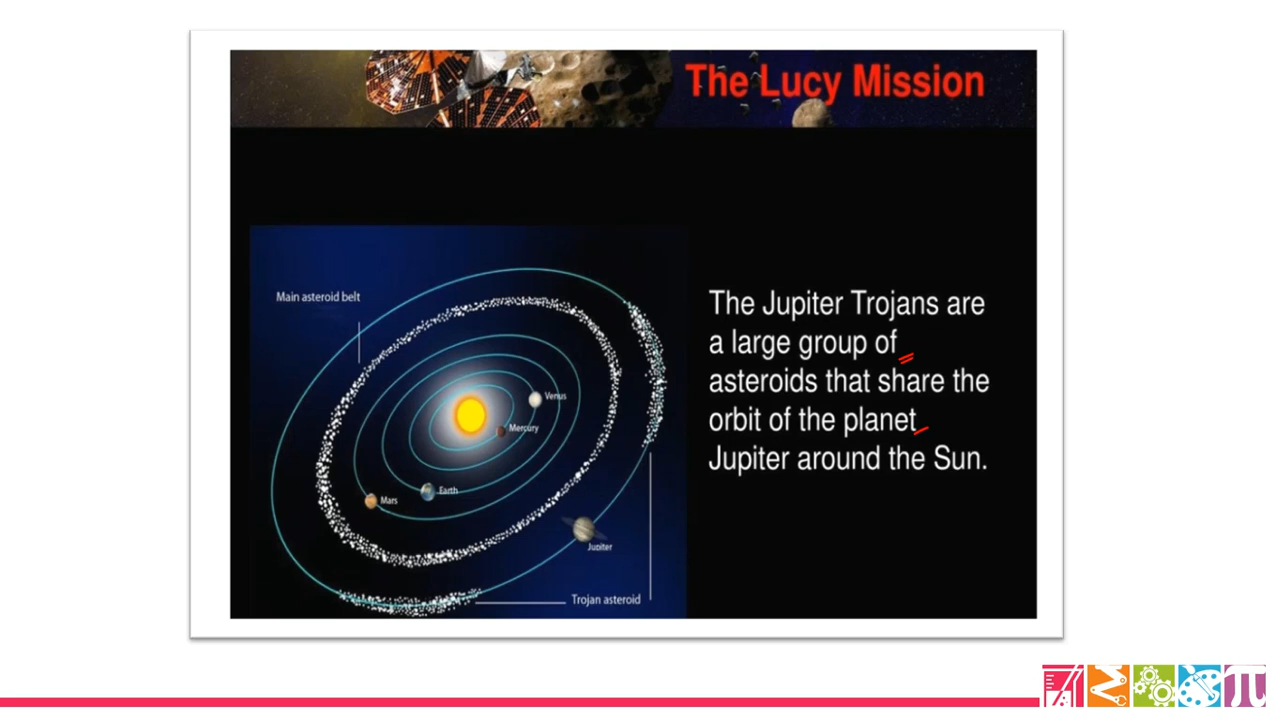 The Lucy Mission
Main asteroid belt
Venus
Mercury
Earth
Mars
Jupiter
Trojan asteroid
The Jupiter Trojans are
a large group of
asteroids that share the
orbit of the planet
Jupiter around the Sun.